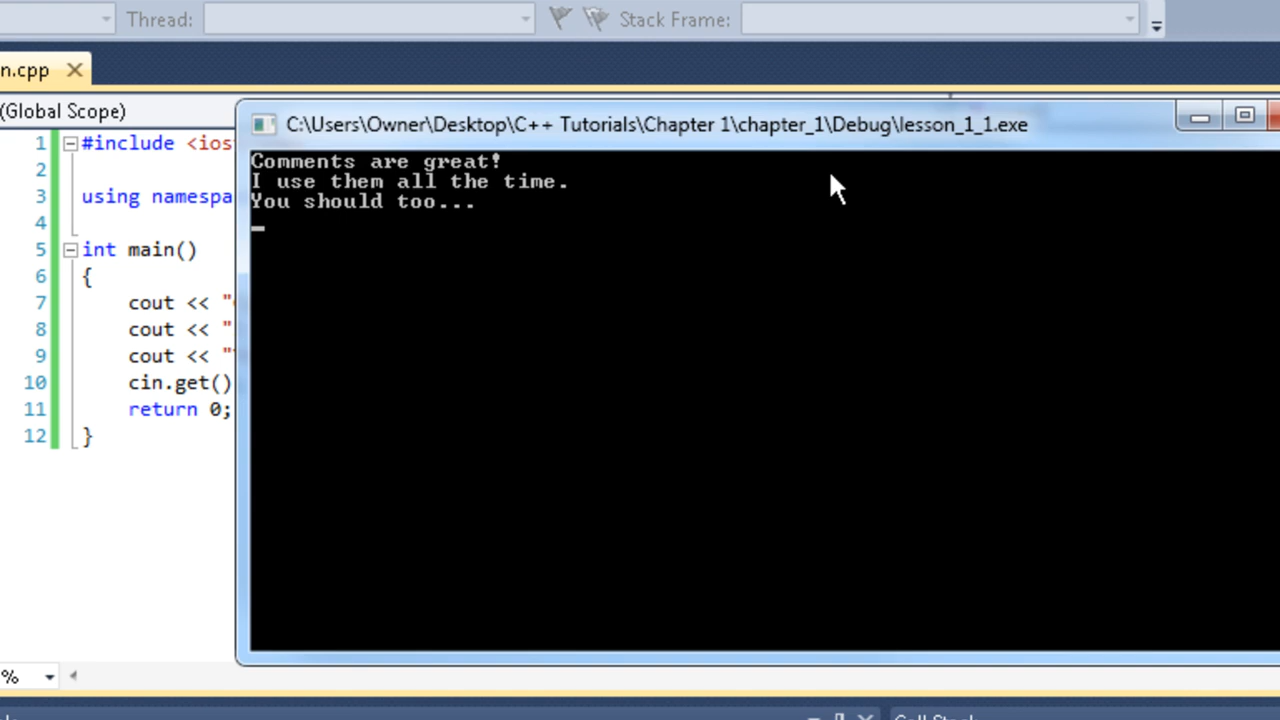 Thread: Stack Frame:
n.cpp
(Global Scope)
C:\Users\Owner\Desktop\C++ Tutorials\Chapter 1\chapter_1\Debug\lesson_1_1.exe
Comments are great!
I use them all the time.
You should too...
1 #include <ios
2
3 using namespa
4
5 int main()
6 {
7 cout << "
8 cout << "
9 cout << "
10 cin.get()
11 return 0;
12 }
%
Call Stack